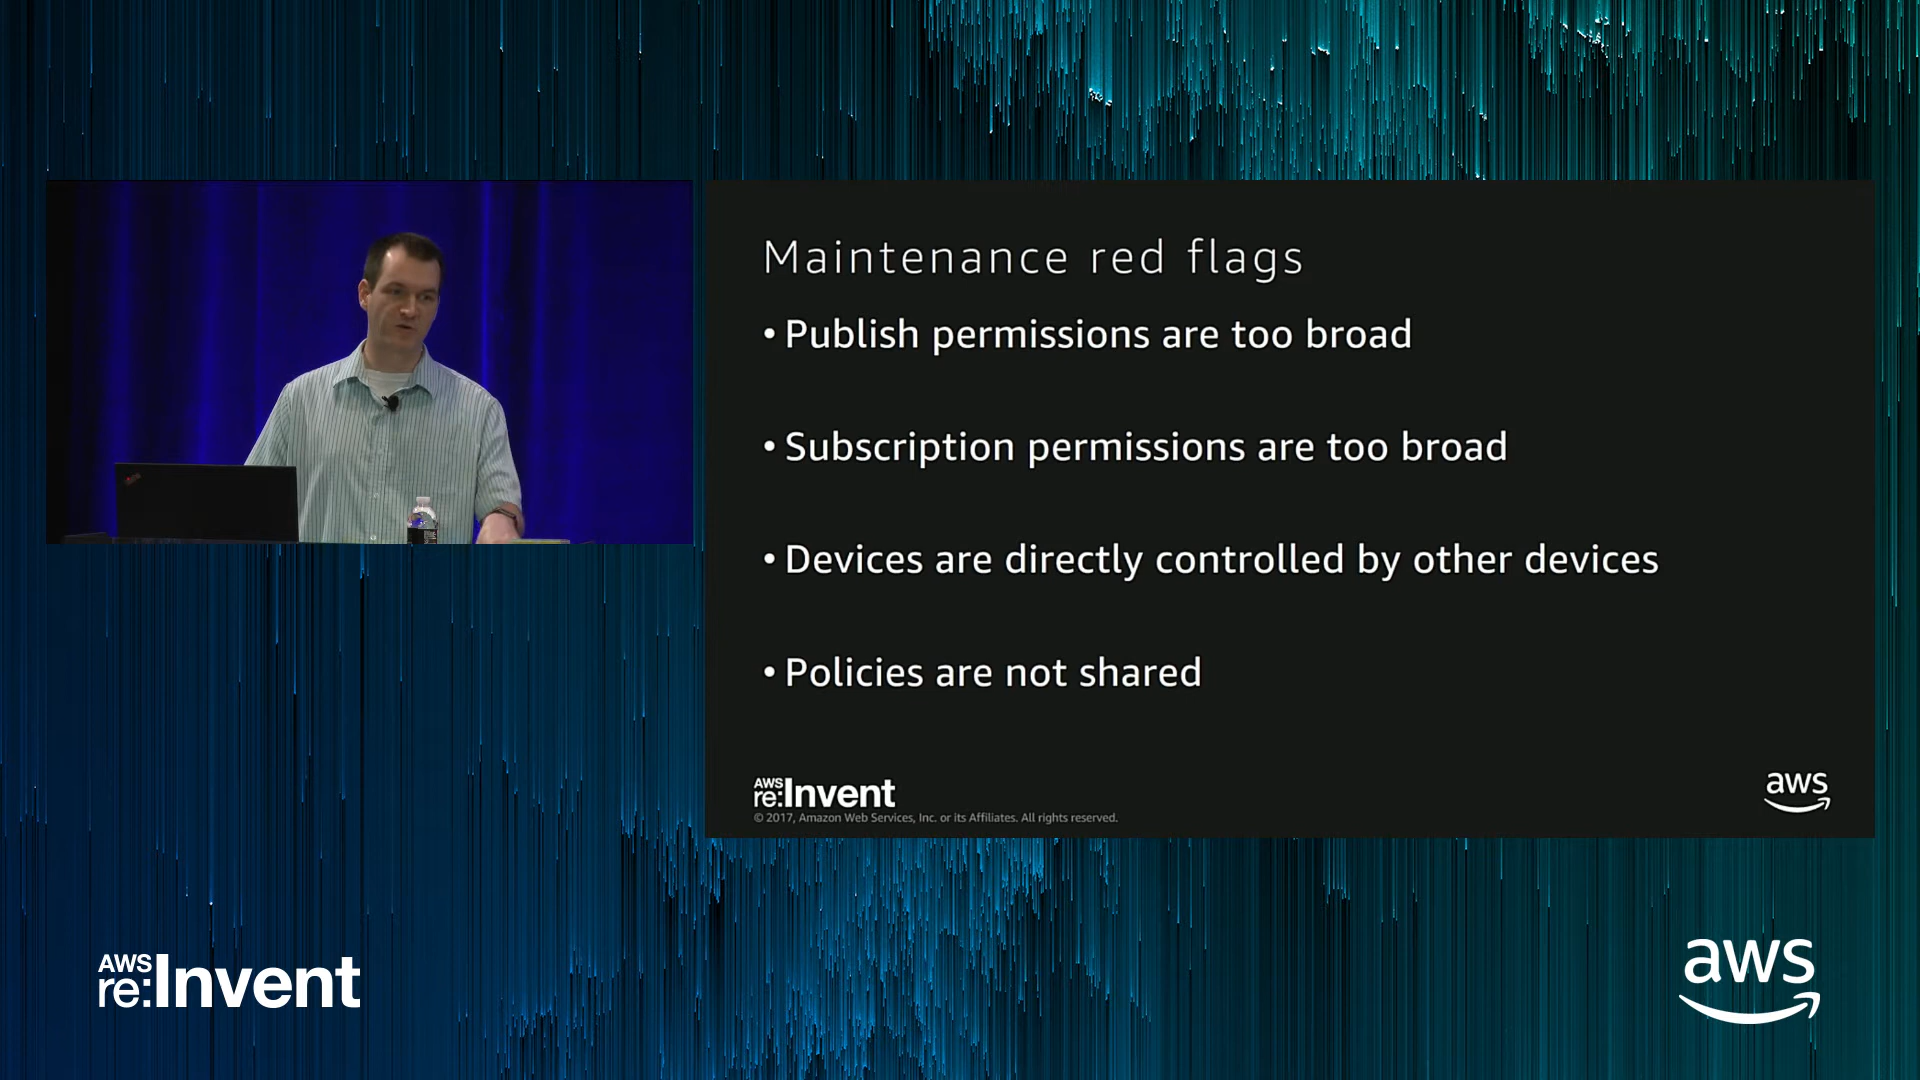 Maintenance red flags
• Publish permissions are too broad
• Subscription permissions are too broad
• Devices are directly controlled by other devices
• Policies are not shared
AWS
re:Invent
© 2017, Amazon Web Services, Inc. or its Affiliates. All rights reserved.
aws
AWS
re:Invent
aws